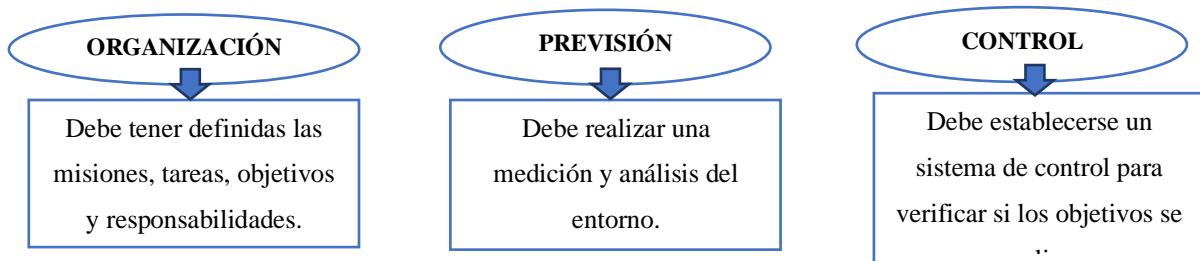 ORGANIZACIÓN
Debe tener definidas las
misiones, tareas, objetivos
y responsabilidades.
PREVISIÓN
Debe realizar una
medición y análisis del
entorno.
CONTROL
Debe establecerse un
sistema de control para
verificar si los objetivos se